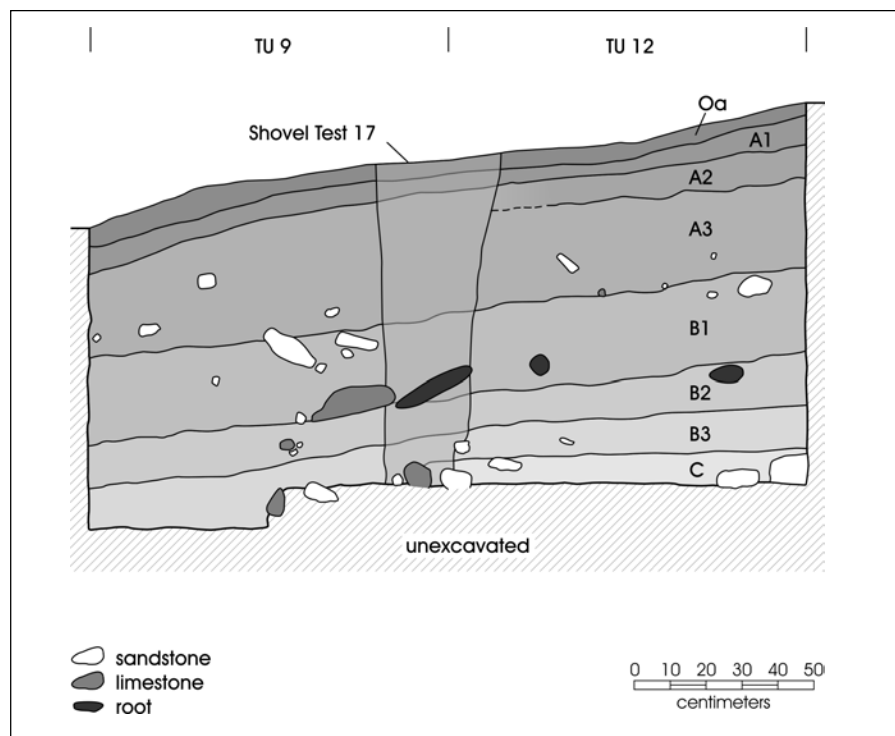 TU 9
TU 12
Oa
Shovel Test 17
A1
A2
A3
B1
B2
B3
C
unexcavated
sandstone
limestone
root
0 10 20 30 40 50
centimeters